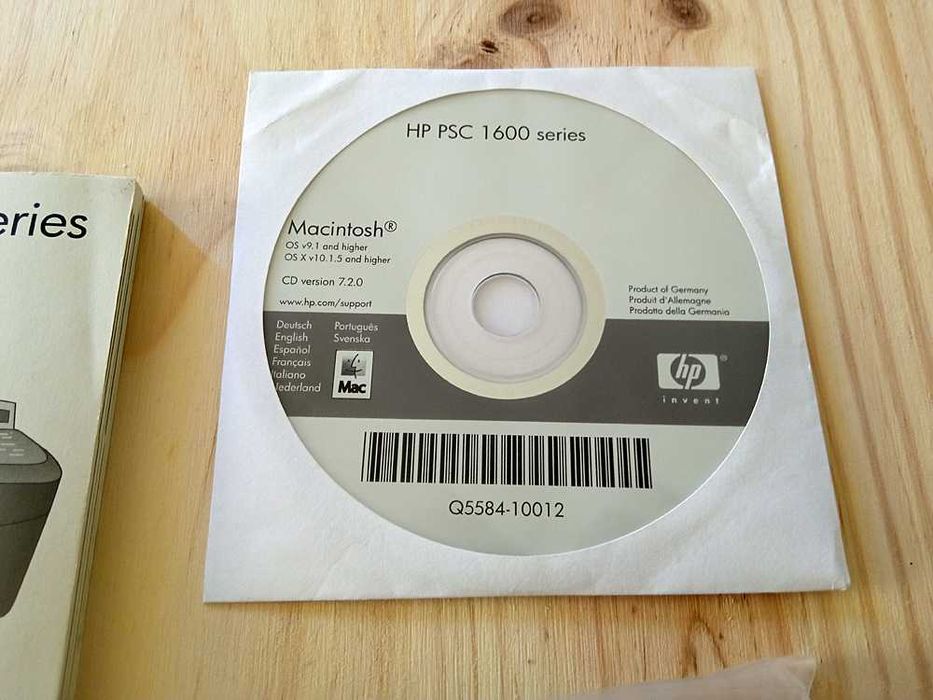 eries
HP PSC 1600 series
Macintosh®
OS v9.1 and higher
OS X v10.1.5 and higher
CD version 7.2.0
www.hp.com/support
Product of Germany
Produit d'Allemagne
Prodotto della Germania
Deutsch
English
Español
Français
Italiano
Nederland
Português
Svenska
Mac
hp®
invent
Q5584-10012